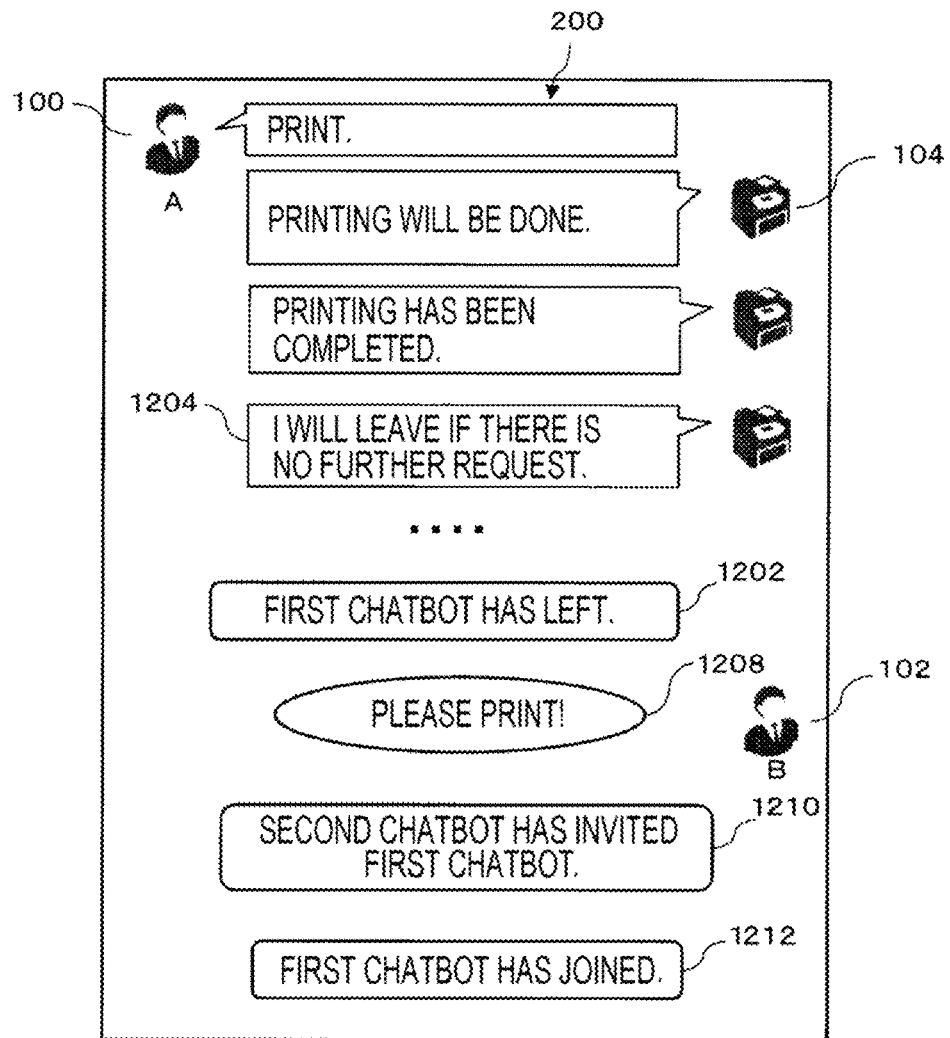 200
100
PRINT.
A
104
PRINTING WILL BE DONE.
PRINTING HAS BEEN
COMPLETED.
1204
I WILL LEAVE IF THERE IS
NO FURTHER REQUEST.
....
1202
FIRST CHATBOT HAS LEFT.
1208
102
PLEASE PRINT!
B
1210
SECOND CHATBOT HAS INVITED
FIRST CHATBOT.
1212
FIRST CHATBOT HAS JOINED.